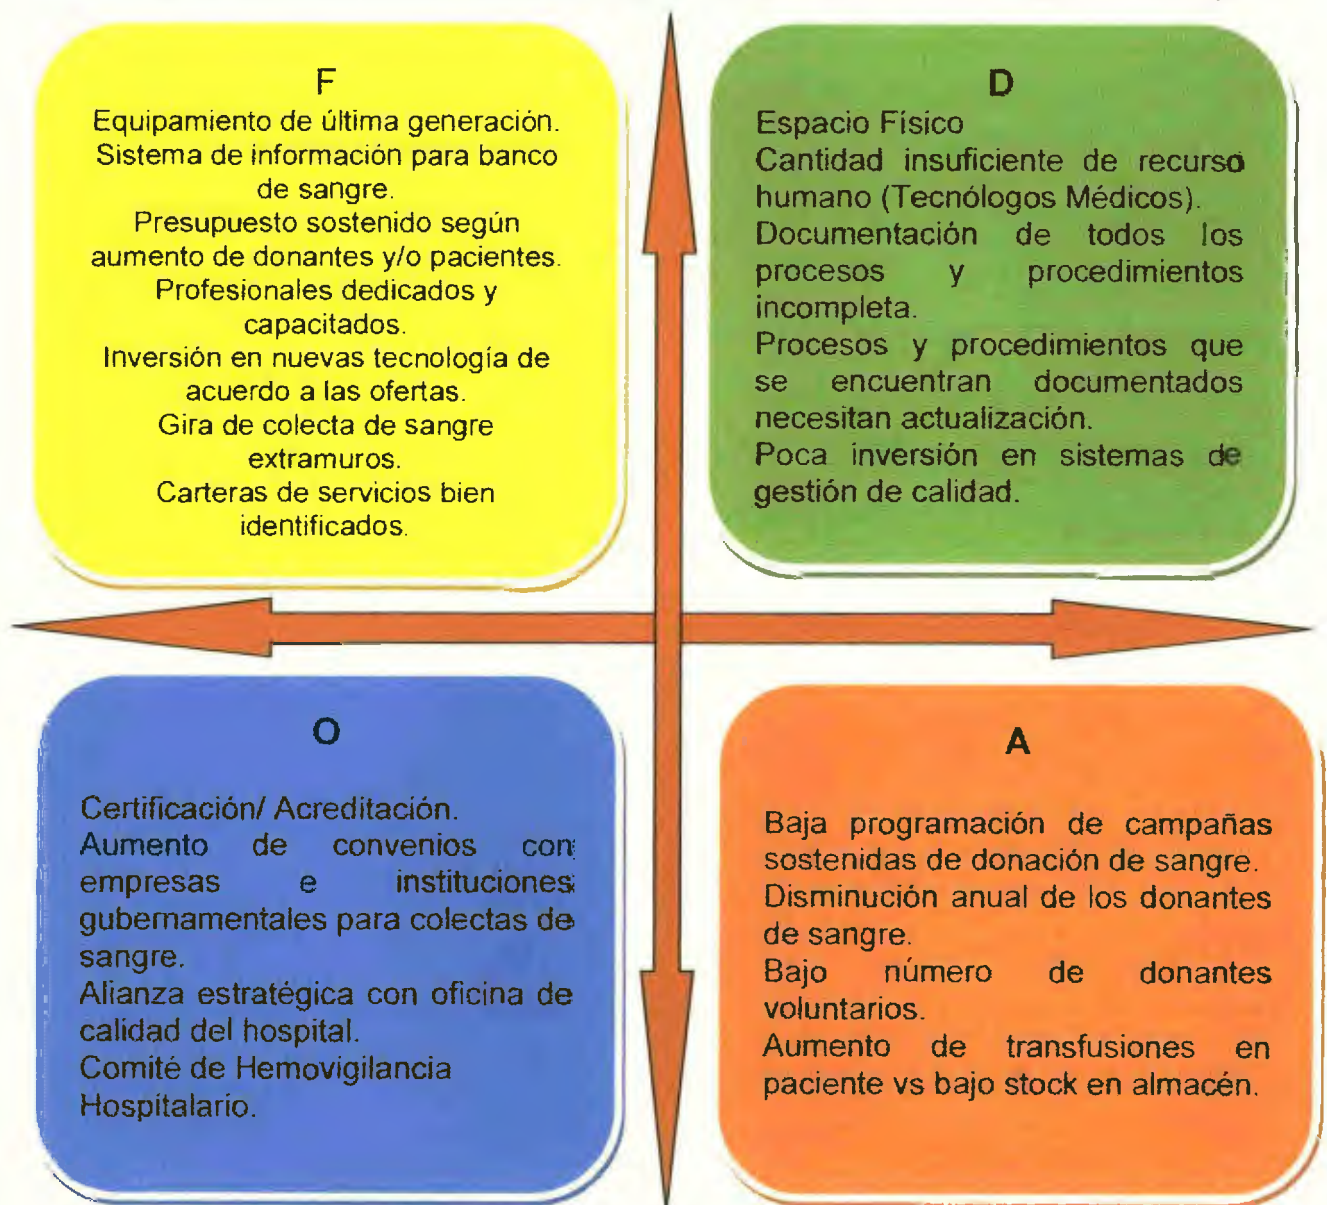 F
Equipamiento de última generación.
Sistema de información para banco
de sangre.
Presupuesto sostenido según
aumento de donantes y/o pacientes.
Profesionales dedicados y
capacitados.
Inversión en nuevas tecnología de
acuerdo a las ofertas.
Gira de colecta de sangre
extramuros.
Carteras de servicios bien
identificados.
D
Espacio Físico
Cantidad insuficiente de recurso
humano (Tecnólogos Médicos).
Documentación de todos los
procesos y procedimientos
incompleta.
Procesos y procedimientos que
se encuentran documentados
necesitan actualización.
Poca inversión en sistemas de
gestión de calidad.
O
Certificación/ Acreditación.
Aumento de convenios con
empresas e instituciones
gubernamentales para colectas de
sangre.
Alianza estratégica con oficina de
calidad del hospital.
Comité de Hemovigilancia
Hospitalario.
A
Baja programación de campañas
sostenidas de donación de sangre.
Disminución anual de los donantes
de sangre.
Bajo número de donantes
voluntarios.
Aumento de transfusiones en
paciente vs bajo stock en almacén.